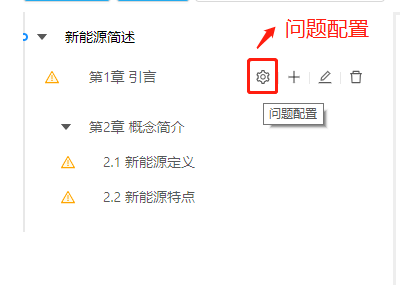 问题配置
新能源简述
第1章 引言
问题配置
第2章 概念简介
2.1 新能源定义
2.2 新能源特点